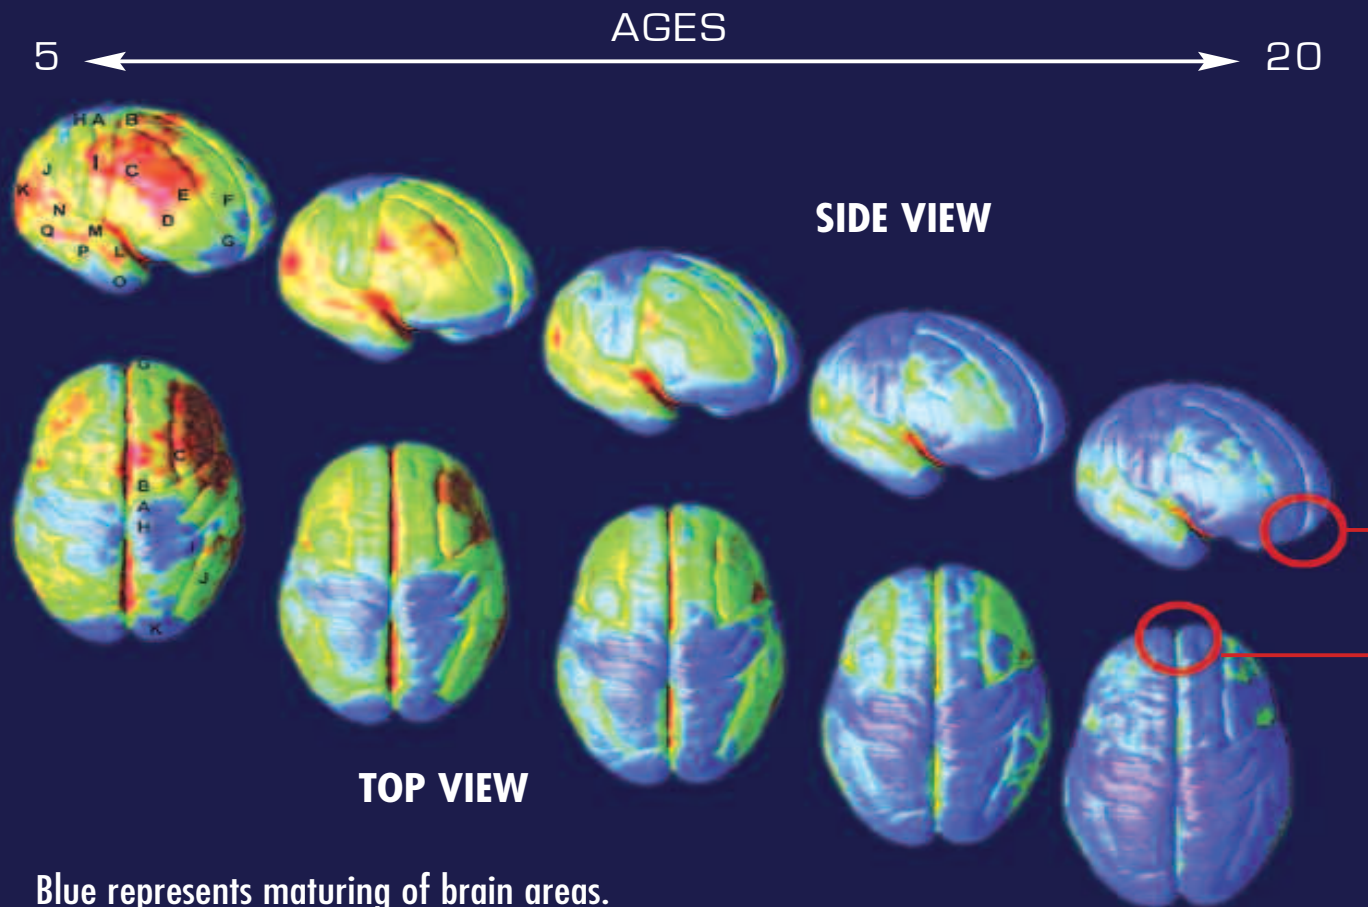 AGES
5 20
H A B
I C
J
K E F
N D
Q M G
P L
O
SIDE VIEW
G
C
B
A
H
I
J
K
TOP VIEW
Blue represents maturing of brain areas.